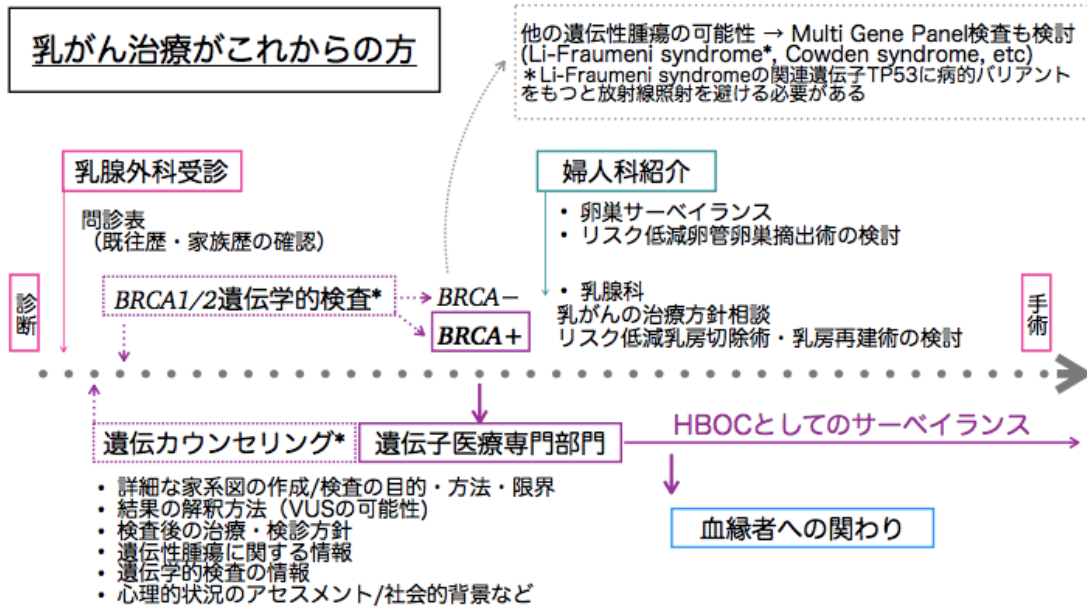 乳がん治療がこれからの方
他の遺伝性腫瘍の可能性 → Multi Gene Panel検査も検討
(Li-Fraumeni syndrome*, Cowden syndrome, etc)
＊Li-Fraumeni syndromeの関連遺伝子TP53に病的バリアント
をもつと放射線照射を避ける必要がある
乳腺外科受診
問診表
（既往歴・家族歴の確認）
婦人科紹介
• 卵巣サーベイランス
• リスク低減卵管卵巣摘出術の検討
診断
BRCA1/2遺伝学的検査*
BRCA−
BRCA+
• 乳腺科
乳がんの治療方針相談
リスク低減乳房切除術・乳房再建術の検討
手術
遺伝カウンセリング*
遺伝子医療専門部門
HBOCとしてのサーベイランス
• 詳細な家系図の作成/検査の目的・方法・限界
• 結果の解釈方法（VUSの可能性)
• 検査後の治療・検診方針
• 遺伝性腫瘍に関する情報
• 遺伝学的検査の情報
• 心理的状況のアセスメント/社会的背景など
血縁者への関わり